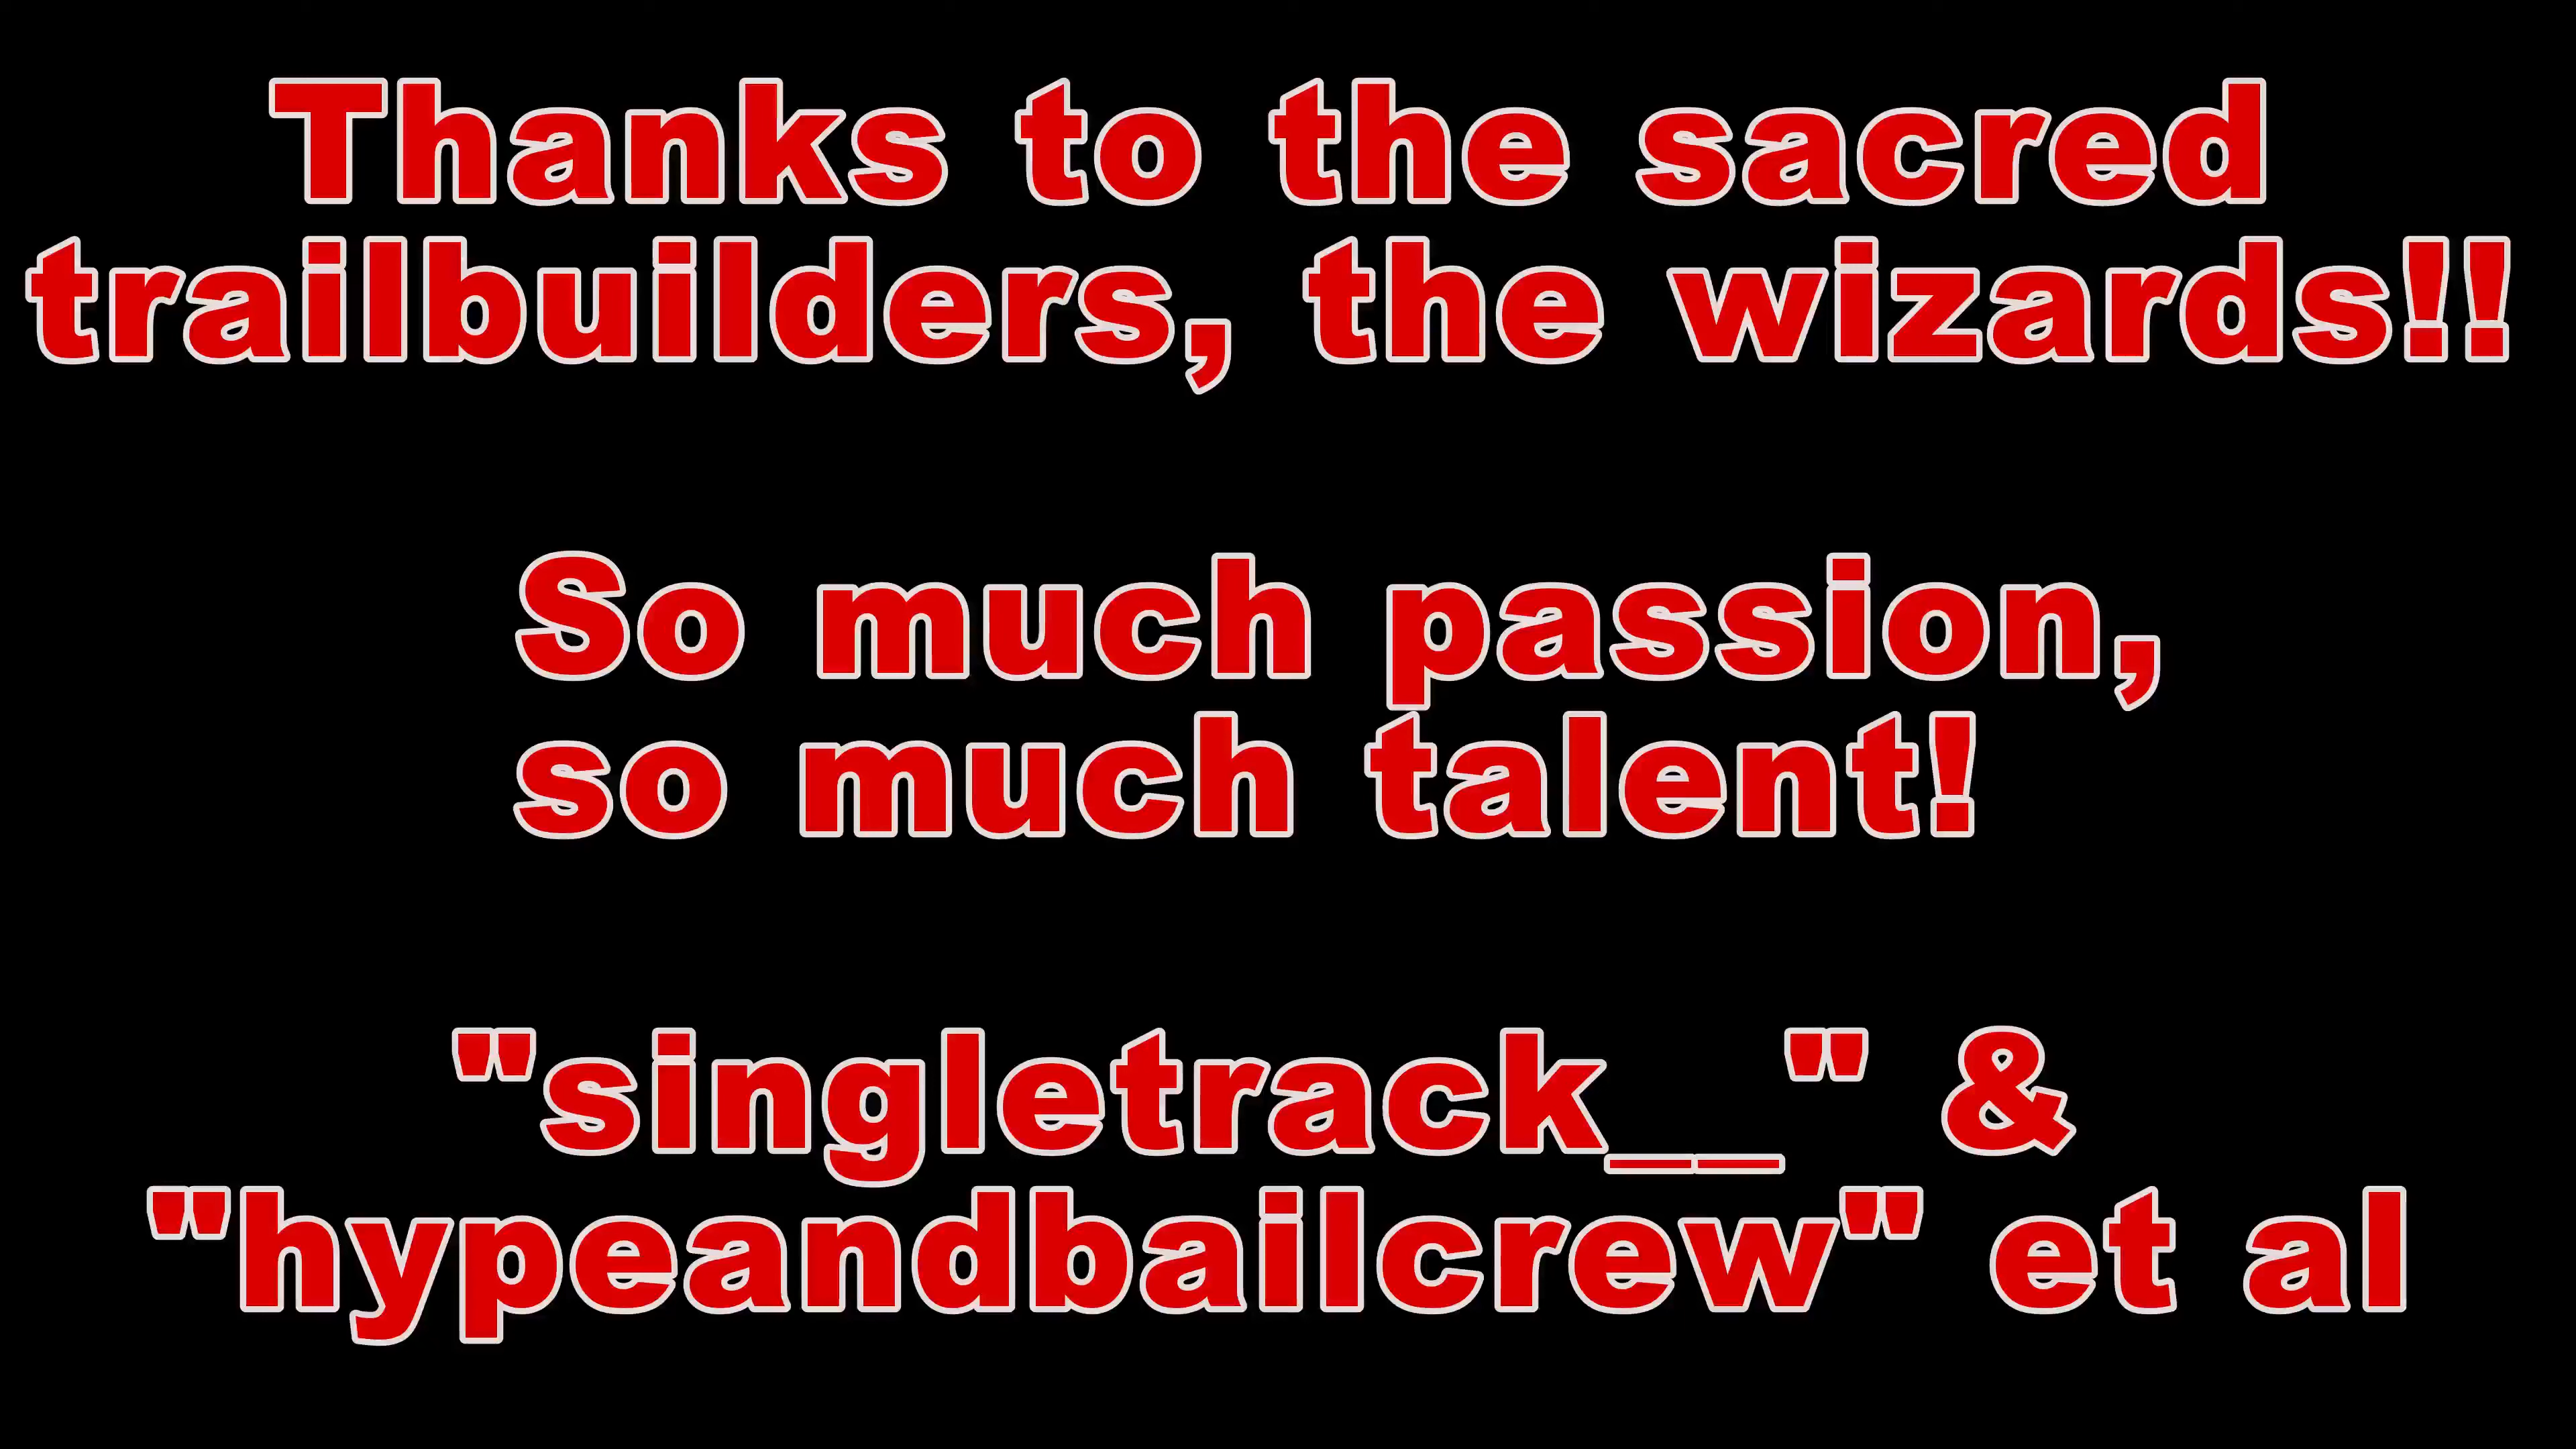 Thanks to the sacred
trailbuilders, the wizards!!
So much passion,
so much talent!
"singletrack__" &
"hypeandbailcrew" et al